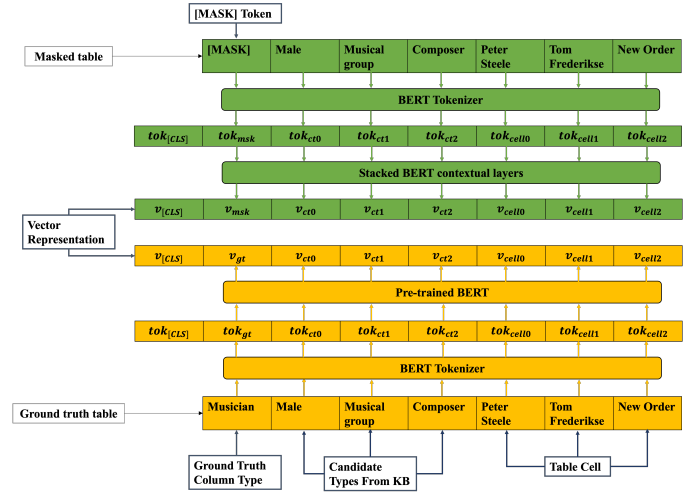 [MASK] Token
Masked table
[MASK] Male Musical group Composer Peter Steele Tom Frederikse New Order
BERT Tokenizer
tok[CLS] tokmsk tokct0 tokct1 tokct2 tokcell0 tokcell1 tokcell2
Stacked BERT contextual layers
v[CLS] vmsk vct0 vct1 vct2 vcell0 vcell1 vcell2
Vector
Representation
v[CLS] vgt vct0 vct1 vct2 vcell0 vcell1 vcell2
Pre-trained BERT
tok[CLS] tokgt tokct0 tokct1 tokct2 tokcell0 tokcell1 tokcell2
BERT Tokenizer
Ground truth table
Musician Male Musical group Composer Peter Steele Tom Frederikse New Order
Ground Truth
Column Type
Candidate
Types From KB
Table Cell